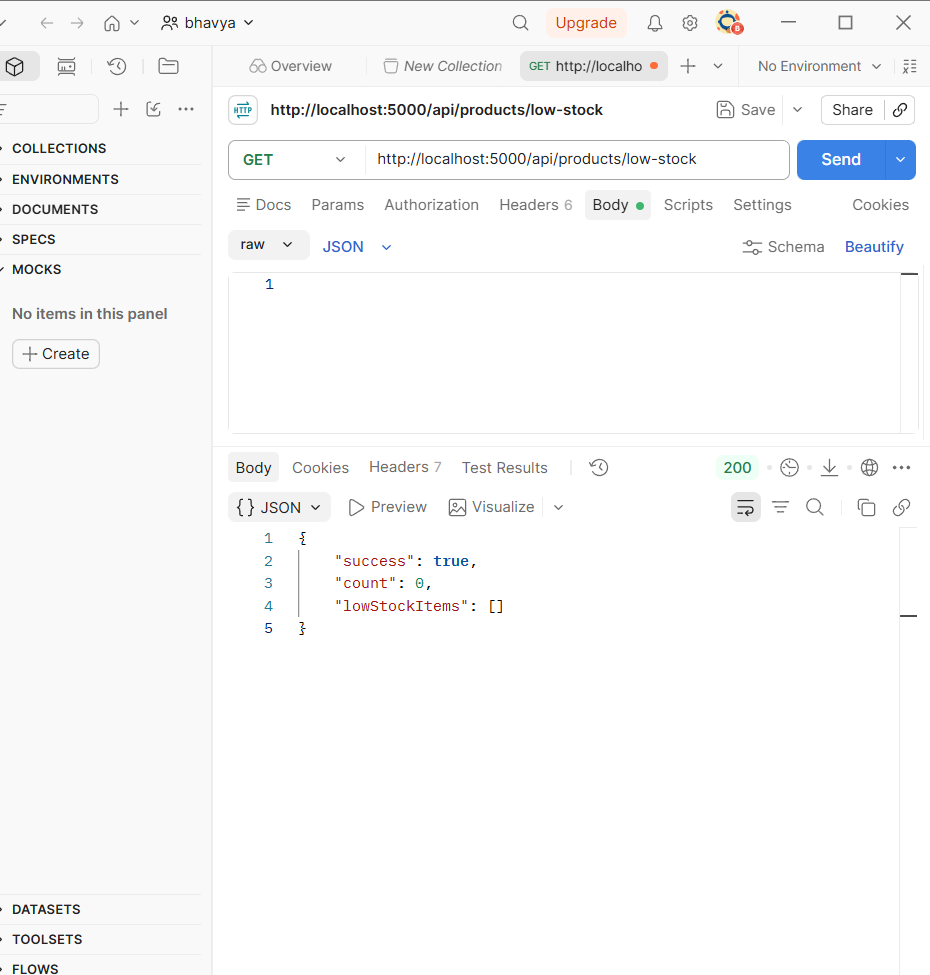 bhavya
Upgrade
B
Overview
New Collection
GET http://localho
No Environment
HTTP
http://localhost:5000/api/products/low-stock
Save
Share
COLLECTIONS
ENVIRONMENTS
DOCUMENTS
SPECS
MOCKS
No items in this panel
Create
GET
http://localhost:5000/api/products/low-stock
Send
Docs
Params
Authorization
Headers 6
Body
Scripts
Settings
Cookies
raw
JSON
Schema
Beautify
1
Body
Cookies
Headers 7
Test Results
200
{} JSON
Preview
Visualize
1 {
2 "success": true,
3 "count": 0,
4 "lowStockItems": []
5 }
DATASETS
TOOLSETS
FLOWS